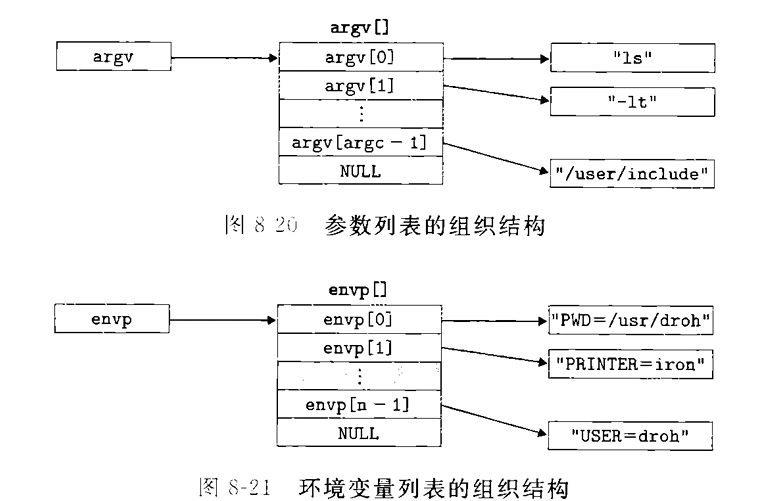 argv[]
argv
argv[0]
"ls"
argv[1]
"-lt"
⋮
argv[argc - 1]
NULL
"/user/include"
图 8-20 参数列表的组织结构
envp[]
envp
envp[0]
"PWD=/usr/droh"
envp[1]
"PRINTER=iron"
⋮
envp[n - 1]
NULL
"USER=droh"
图 8-21 环境变量列表的组织结构